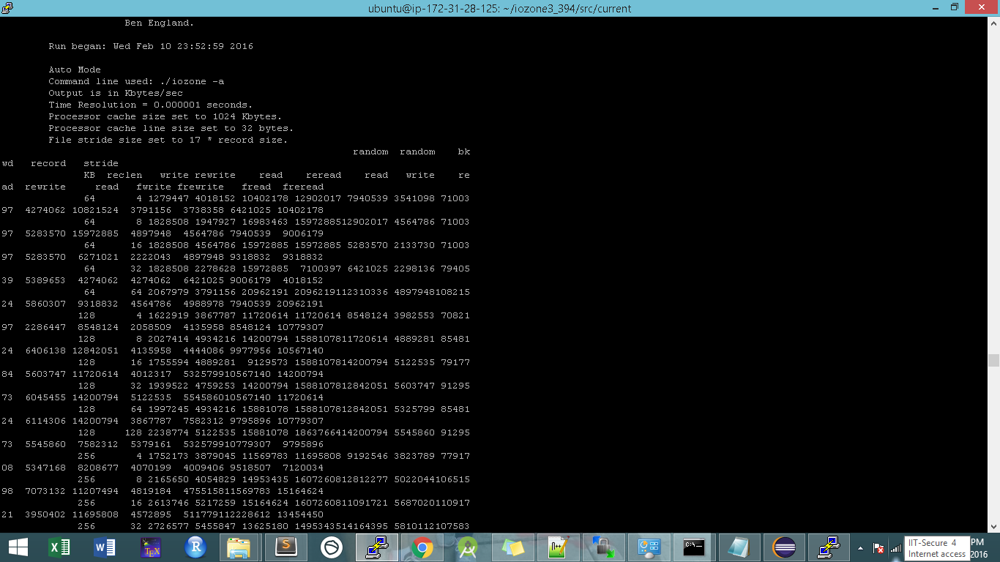 ubuntu@ip-172-31-28-125: ~/iozone3_394/src/current
Ben England.
Run began: Wed Feb 10 23:52:59 2016
Auto Mode
Command line used: ./iozone -a
Output is in Kbytes/sec
Time Resolution = 0.000001 seconds.
Processor cache size set to 1024 Kbytes.
Processor cache line size set to 32 bytes.
File stride size set to 17 * record size.
random random bk
wd record stride
KB reclen write rewrite read reread read write re
ad rewrite read fwrite frewrite fread freread
64 4 1279447 4018152 10402178 12902017 7940539 3541098 71003
97 4274062 10821524 3791156 3738358 6421025 10402178
64 8 1828508 1947927 16983463 1597288512902017 4564786 71003
97 5283570 15972885 4897948 4564786 7940539 9006179
64 16 1828508 4564786 15972885 15972885 5283570 2133730 71003
97 5283570 6271021 2222043 4897948 9318832 9318832
64 32 1828508 2278628 15972885 7100397 6421025 2298136 79405
39 5389653 4274062 4274062 6421025 9006179 4018152
64 64 2067979 3791156 20962191 2096219112310336 4897948108215
24 5860307 9318832 4564786 4988978 7940539 20962191
128 4 1622919 3867787 11720614 11720614 8548124 3982553 70821
97 2286447 8548124 2058509 4135958 8548124 10779307
128 8 2027414 4934216 14200794 1588107811720614 4889281 85481
24 6406138 12842051 4135958 4444086 9977956 10567140
128 16 1755594 4889281 9129573 1588107814200794 5122535 79177
84 5603747 11720614 4012317 532579910567140 14200794
128 32 1939522 4759253 14200794 1588107812842051 5603747 91295
73 6045455 14200794 5122535 554586010567140 11720614
128 64 1997245 4934216 15881078 1588107812842051 5325799 85481
24 6114306 14200794 3867787 7582312 9795896 10779307
128 128 2238774 5122535 15881078 1863766414200794 5545860 91295
73 5545860 7582312 5379161 532579910779307 9795896
256 4 1752173 3879045 11569783 11695808 9192546 3823789 77917
08 5347168 8208677 4070199 4009406 9518507 7120034
256 8 2165650 4054829 14953435 1607260812812277 5022044106515
98 7073132 11207494 4819184 475515811569783 15164624
256 16 2613746 5217259 15164624 1607260811091721 5687020110917
21 3950402 11695808 4572895 511779112228612 13454450
256 32 2726577 5455847 13625180 1495343514164395 5810112107583
IIT-Secure 4 PM
Internet access 2016